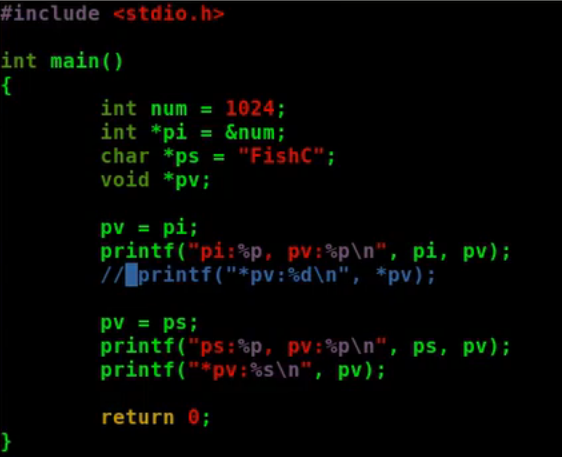 #include <stdio.h>
int main()
{
int num = 1024;
int *pi = &num;
char *ps = "FishC";
void *pv;
pv = pi;
printf("pi:%p, pv:%p\n", pi, pv);
// printf("*pv:%d\n", *pv);
pv = ps;
printf("ps:%p, pv:%p\n", ps, pv);
printf("*pv:%s\n", pv);
return 0;
}